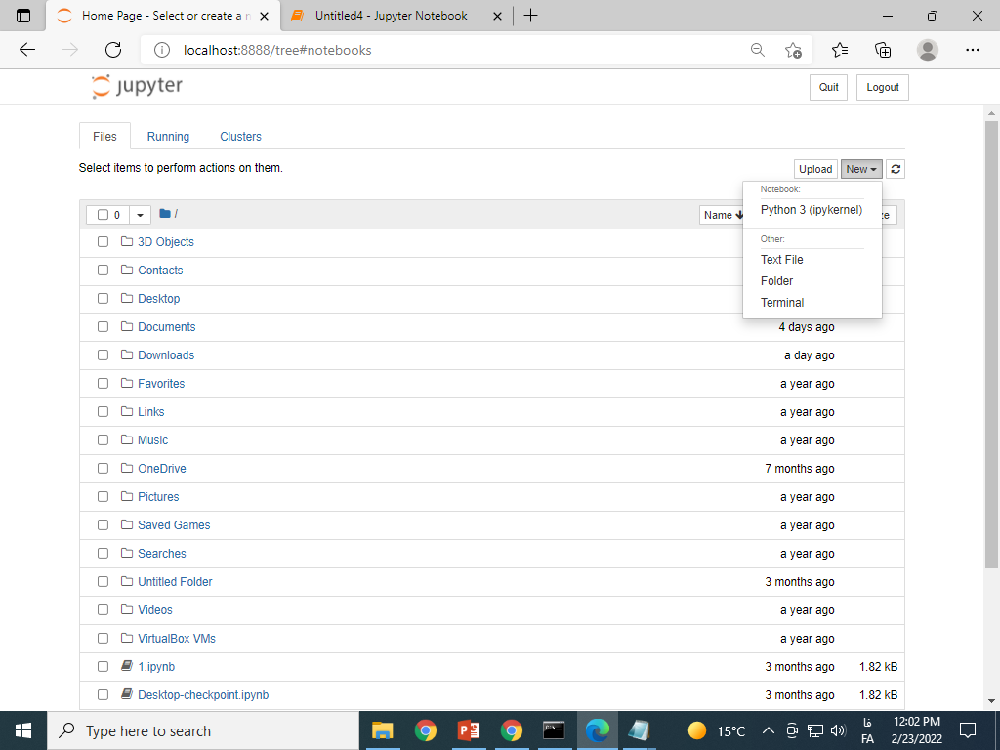 Home Page - Select or create a n
Untitled4 - Jupyter Notebook
localhost:8888/tree#notebooks
jupyter
Quit
Logout
Files
Running
Clusters
Select items to perform actions on them.
Upload
New
Notebook:
Python 3 (ipykernel)
Other:
Text File
Folder
Terminal
0
/
Name
ze
3D Objects
Contacts
Desktop
Documents 4 days ago
Downloads a day ago
Favorites a year ago
Links a year ago
Music a year ago
OneDrive 7 months ago
Pictures a year ago
Saved Games a year ago
Searches a year ago
Untitled Folder 3 months ago
Videos a year ago
VirtualBox VMs a year ago
1.ipynb 3 months ago 1.82 kB
Desktop-checkpoint.ipynb 3 months ago 1.82 kB
Type here to search
15°C
فا
FA
12:02 PM
2/23/2022